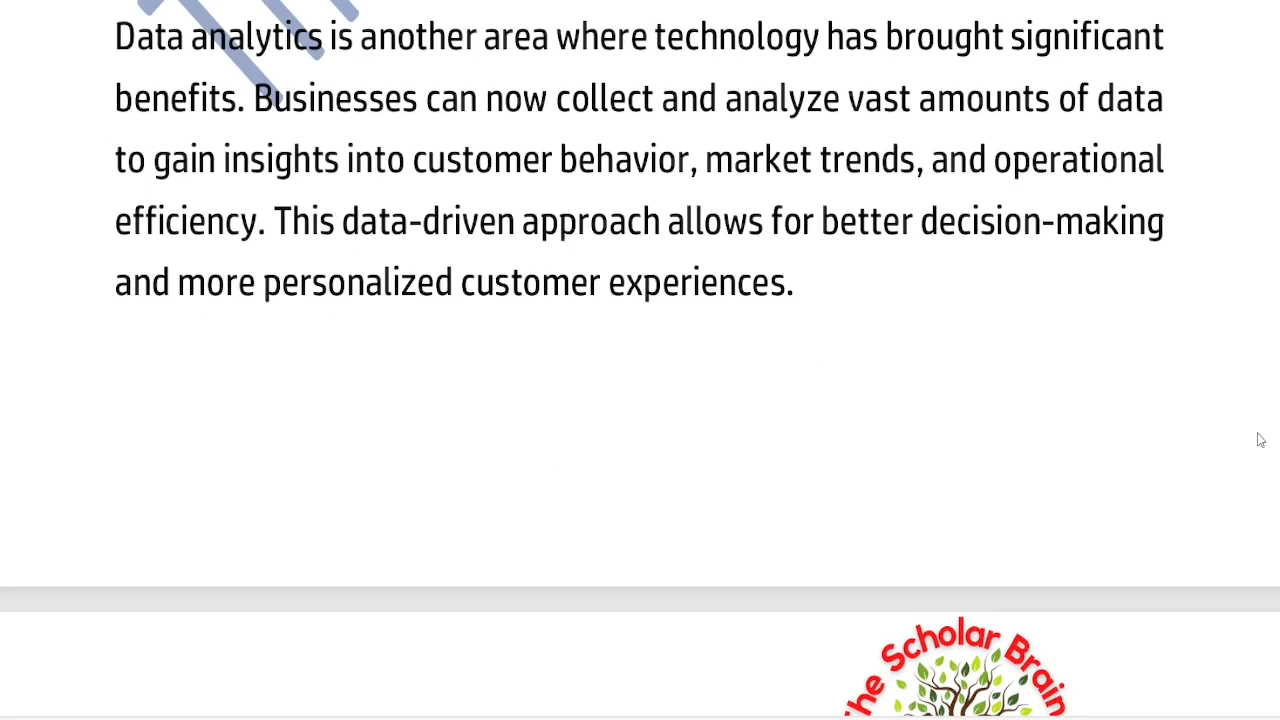 Data analytics is another area where technology has brought significant
benefits. Businesses can now collect and analyze vast amounts of data
to gain insights into customer behavior, market trends, and operational
efficiency. This data-driven approach allows for better decision-making
and more personalized customer experiences.
The Scholar Brain